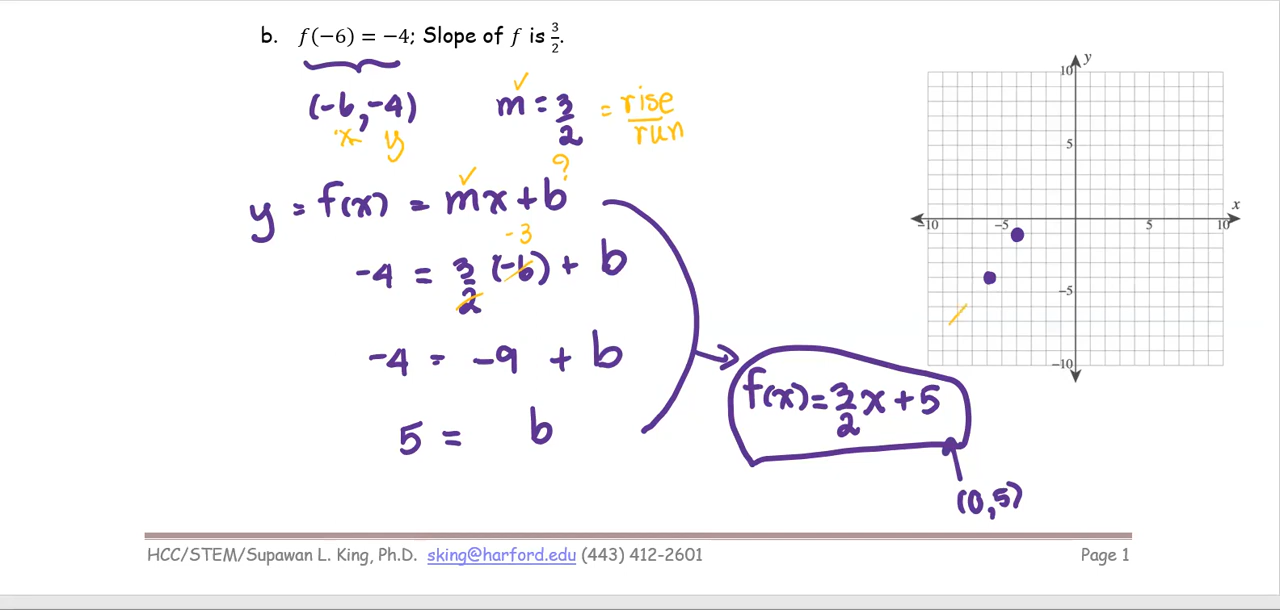 b. f(−6) = −4; Slope of f is 3/2.
(-6, -4)
x y
✓
m = 3/2 = rise/run
✓ ?
y = f(x) = mx + b
-3
-4 = 3/2 (-6) + b
-4 = -9 + b
5 = b
f(x) = 3/2 x + 5
(0,5)
y
10
5
x
−10 −5 5 10
−5
−10
HCC/STEM/Supawan L. King, Ph.D. sking@harford.edu (443) 412-2601 Page 1